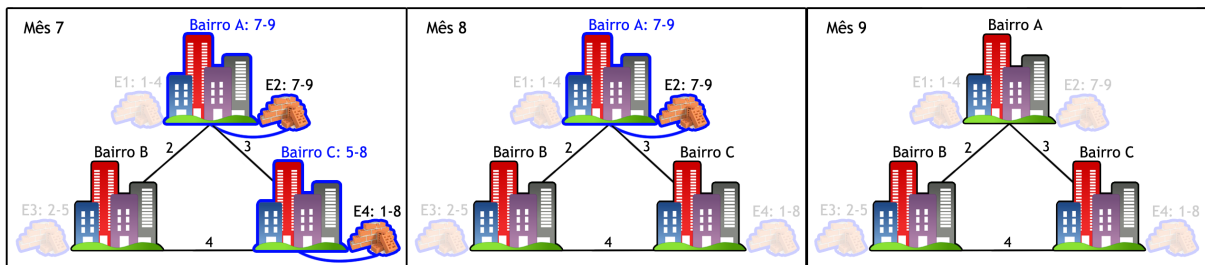 Mês 7
Bairro A: 7-9
E1: 1-4
E2: 7-9
2
3
Bairro B
Bairro C: 5-8
E3: 2-5
E4: 1-8
4
Mês 8
Bairro A: 7-9
E1: 1-4
E2: 7-9
2
3
Bairro B
Bairro C
E3: 2-5
E4: 1-8
4
Mês 9
Bairro A
E1: 1-4
E2: 7-9
2
3
Bairro B
Bairro C
E3: 2-5
E4: 1-8
4